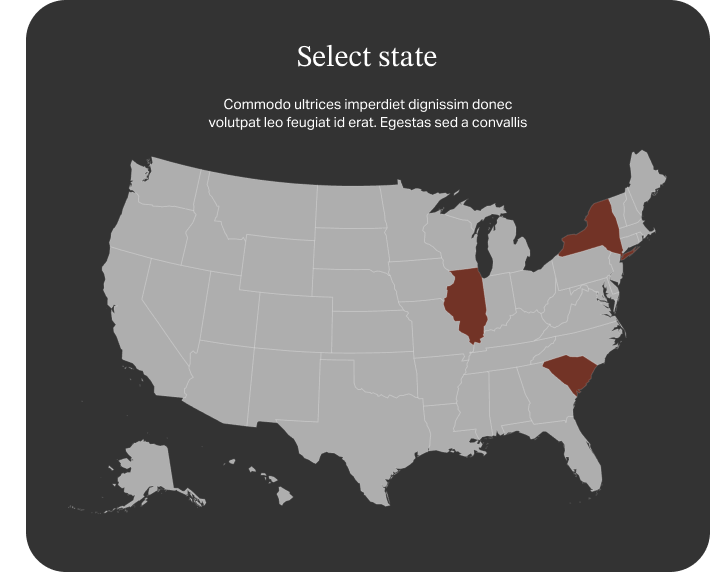 Select state
Commodo ultrices imperdiet dignissim donec
volutpat leo feugiat id erat. Egestas sed a convallis